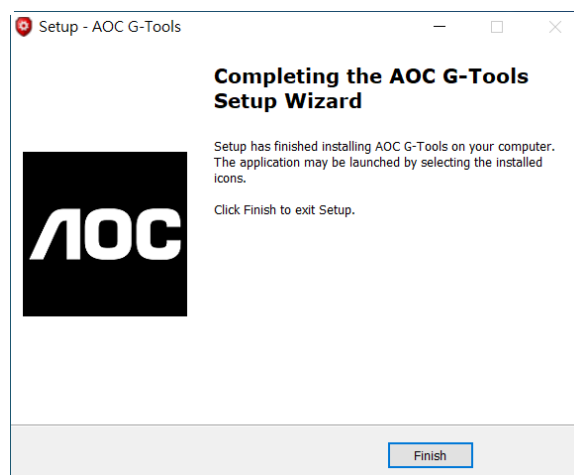 Setup - AOC G-Tools
Completing the AOC G-Tools
Setup Wizard
Setup has finished installing AOC G-Tools on your computer.
The application may be launched by selecting the installed
icons.
Click Finish to exit Setup.
AOC
Finish